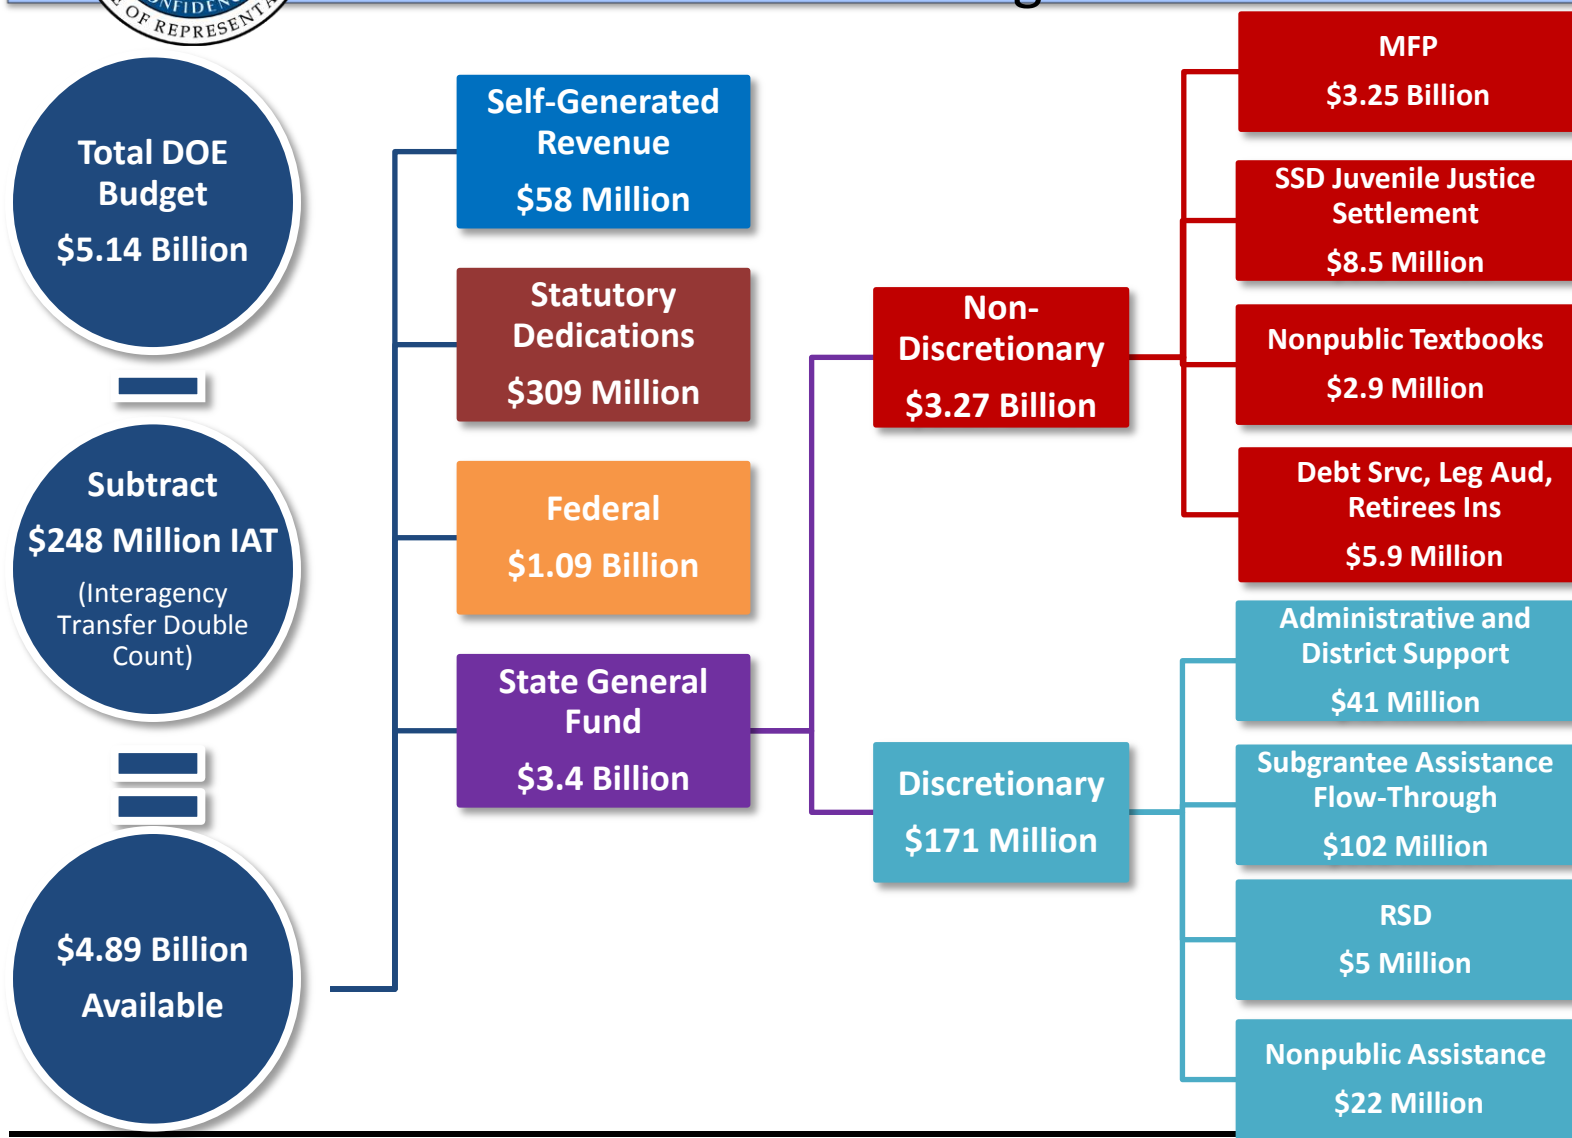 CONFIDENC
OF REPRESENTA
Total DOE
Budget
$5.14 Billion
Subtract
$248 Million IAT
(Interagency
Transfer Double
Count)
$4.89 Billion
Available
Self-Generated
Revenue
$58 Million
Statutory
Dedications
$309 Million
Federal
$1.09 Billion
State General
Fund
$3.4 Billion
Non-
Discretionary
$3.27 Billion
Discretionary
$171 Million
MFP
$3.25 Billion
SSD Juvenile Justice
Settlement
$8.5 Million
Nonpublic Textbooks
$2.9 Million
Debt Srvc, Leg Aud,
Retirees Ins
$5.9 Million
Administrative and
District Support
$41 Million
Subgrantee Assistance
Flow-Through
$102 Million
RSD
$5 Million
Nonpublic Assistance
$22 Million